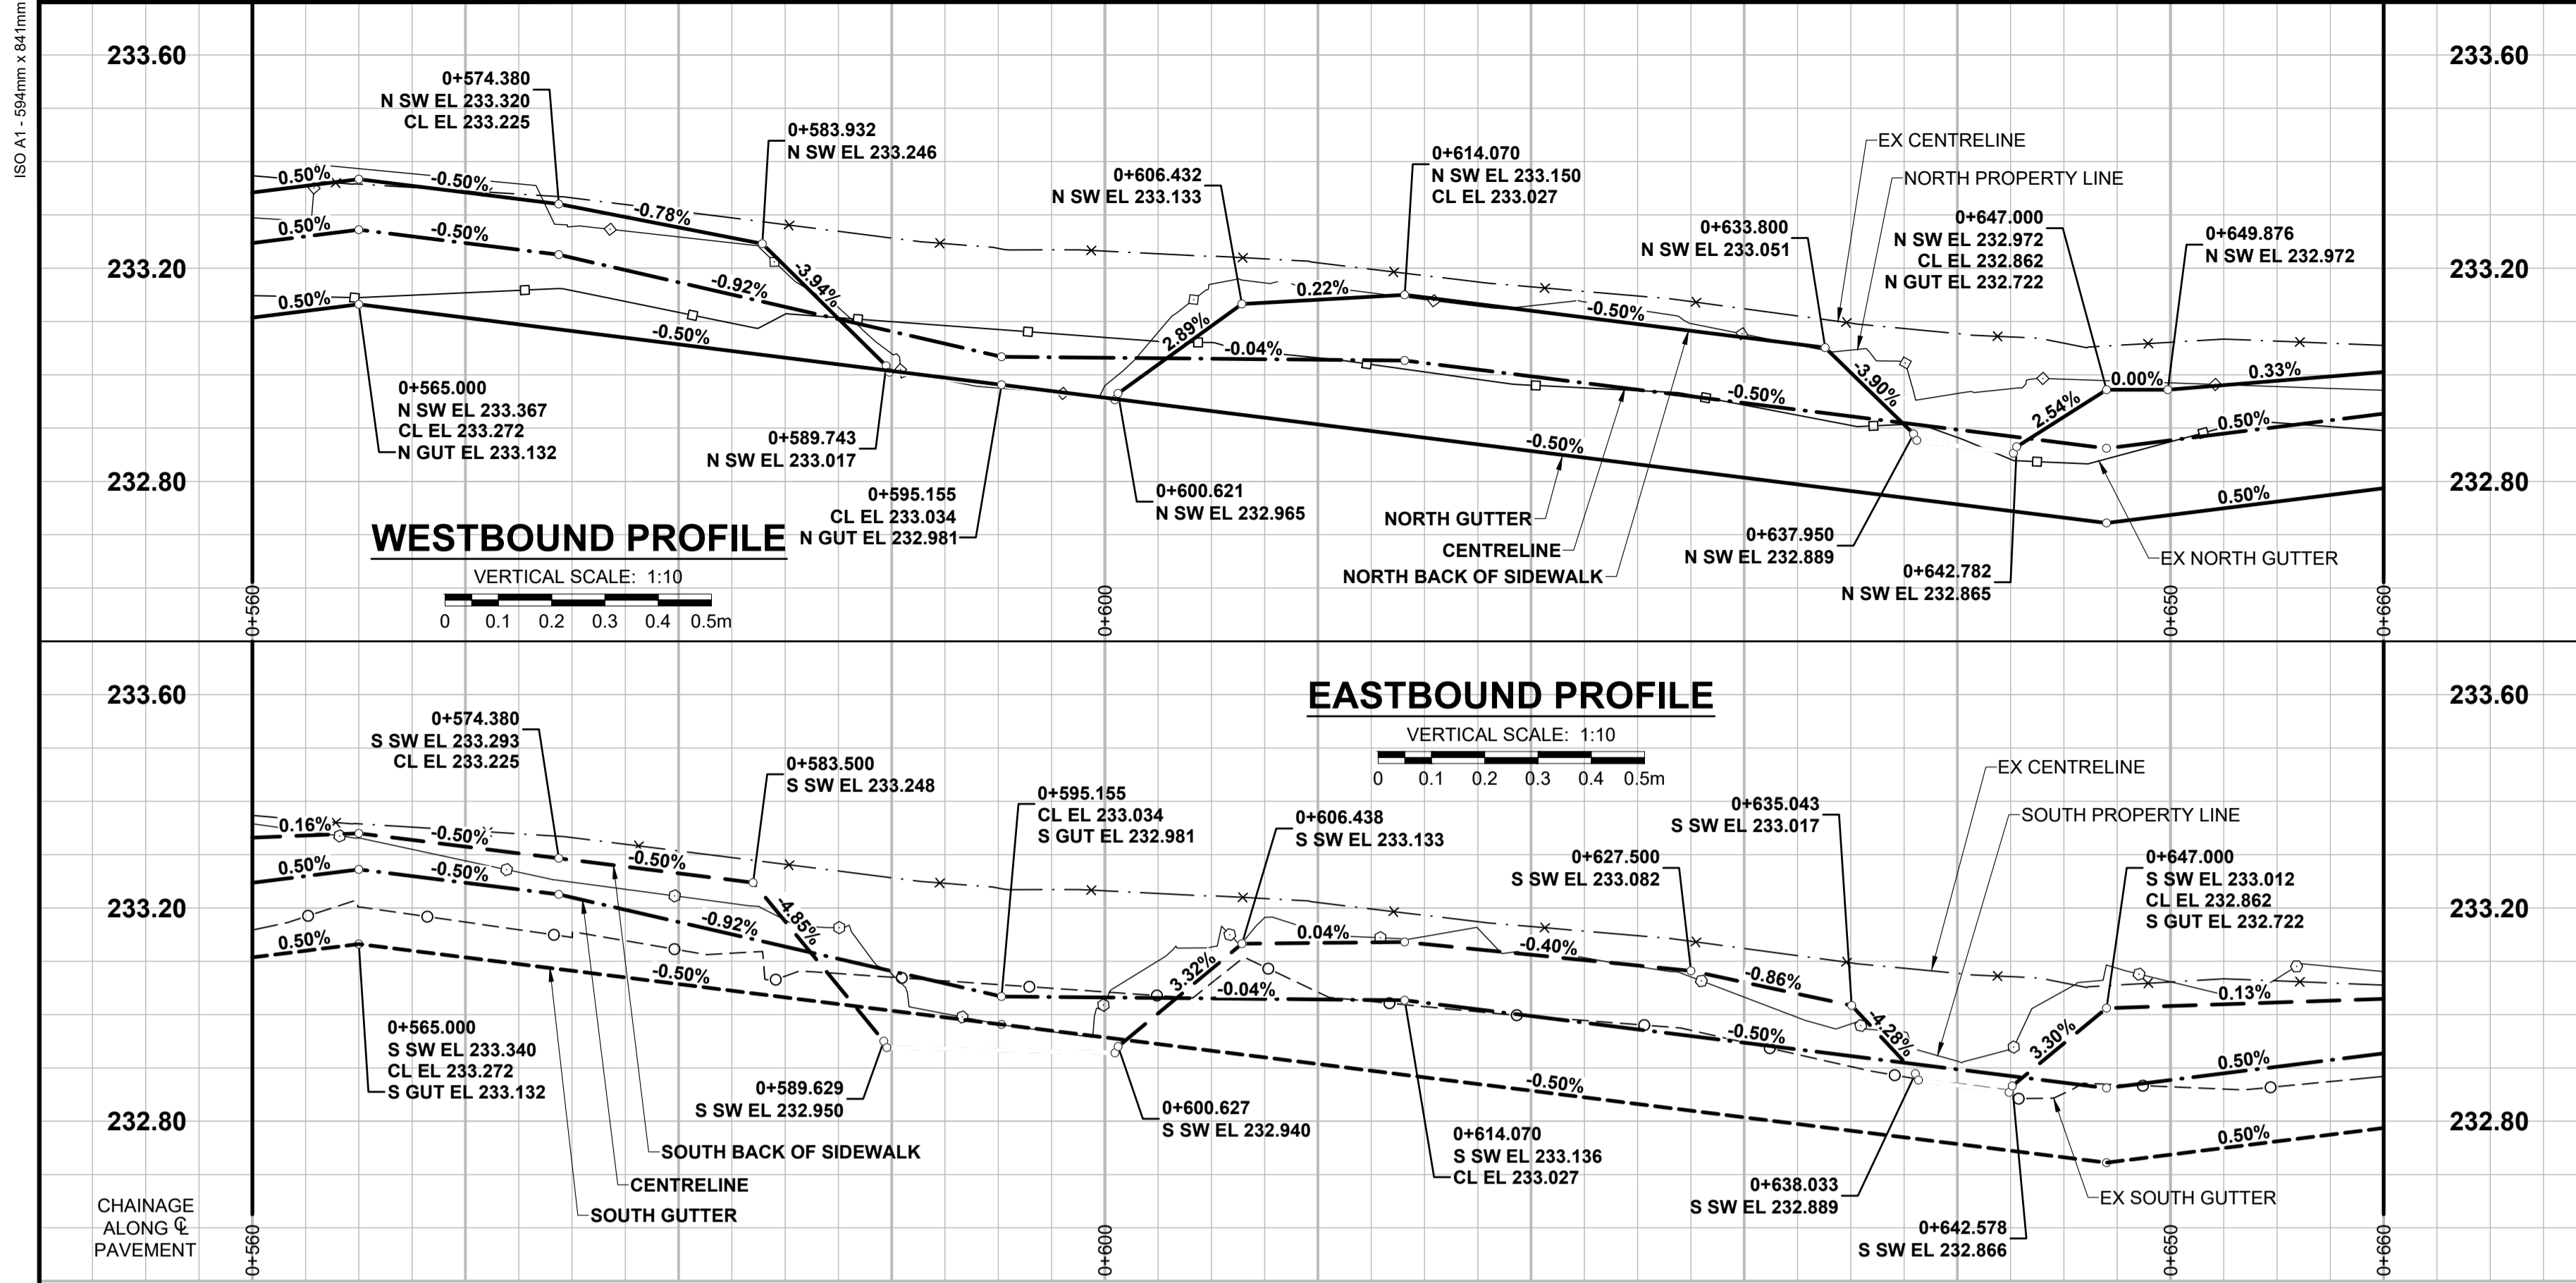 ISO A1 - 594mm x 841mm
233.60
233.20
232.80
233.60
233.20
232.80
0+574.380
N SW EL 233.320
CL EL 233.225
0+583.932
N SW EL 233.246
0+606.432
N SW EL 233.133
0+614.070
N SW EL 233.150
CL EL 233.027
EX CENTRELINE
NORTH PROPERTY LINE
0+633.800
N SW EL 233.051
0+647.000
N SW EL 232.972
CL EL 232.862
N GUT EL 232.722
0+649.876
N SW EL 232.972
0.50%
-0.50%
-0.78%
0.50%
-0.50%
-0.92%
-3.94%
0.50%
-0.50%
2.89%
0.22%
-0.04%
-0.50%
-0.50%
-0.50%
-3.90%
2.54%
0.00%
0.33%
0.50%
0.50%
0+565.000
N SW EL 233.367
CL EL 233.272
N GUT EL 233.132
0+589.743
N SW EL 233.017
0+595.155
CL EL 233.034
N GUT EL 232.981
0+600.621
N SW EL 232.965
NORTH GUTTER
CENTRELINE
NORTH BACK OF SIDEWALK
0+637.950
N SW EL 232.889
0+642.782
N SW EL 232.865
EX NORTH GUTTER
WESTBOUND PROFILE
VERTICAL SCALE: 1:10
0 0.1 0.2 0.3 0.4 0.5m
0+560
0+600
0+650
0+660
EASTBOUND PROFILE
VERTICAL SCALE: 1:10
0 0.1 0.2 0.3 0.4 0.5m
233.60
233.20
232.80
233.60
233.20
232.80
0+574.380
S SW EL 233.293
CL EL 233.225
0+583.500
S SW EL 233.248
0+595.155
CL EL 233.034
S GUT EL 232.981
0+606.438
S SW EL 233.133
0+627.500
S SW EL 233.082
0+635.043
S SW EL 233.017
EX CENTRELINE
SOUTH PROPERTY LINE
0+647.000
S SW EL 233.012
CL EL 232.862
S GUT EL 232.722
0.16%
-0.50%
-0.50%
0.50%
-0.50%
-0.92%
-4.85%
0.50%
-0.50%
3.32%
0.04%
-0.04%
-0.40%
-0.86%
-0.50%
-0.50%
-4.28%
3.30%
0.13%
0.50%
0.50%
0+565.000
S SW EL 233.340
CL EL 233.272
S GUT EL 233.132
0+589.629
S SW EL 232.950
0+600.627
S SW EL 232.940
0+614.070
S SW EL 233.136
CL EL 233.027
SOUTH BACK OF SIDEWALK
CENTRELINE
SOUTH GUTTER
0+638.033
S SW EL 232.889
0+642.578
S SW EL 232.866
EX SOUTH GUTTER
CHAINAGE
ALONG ℄
PAVEMENT
0+560
0+600
0+650
0+660